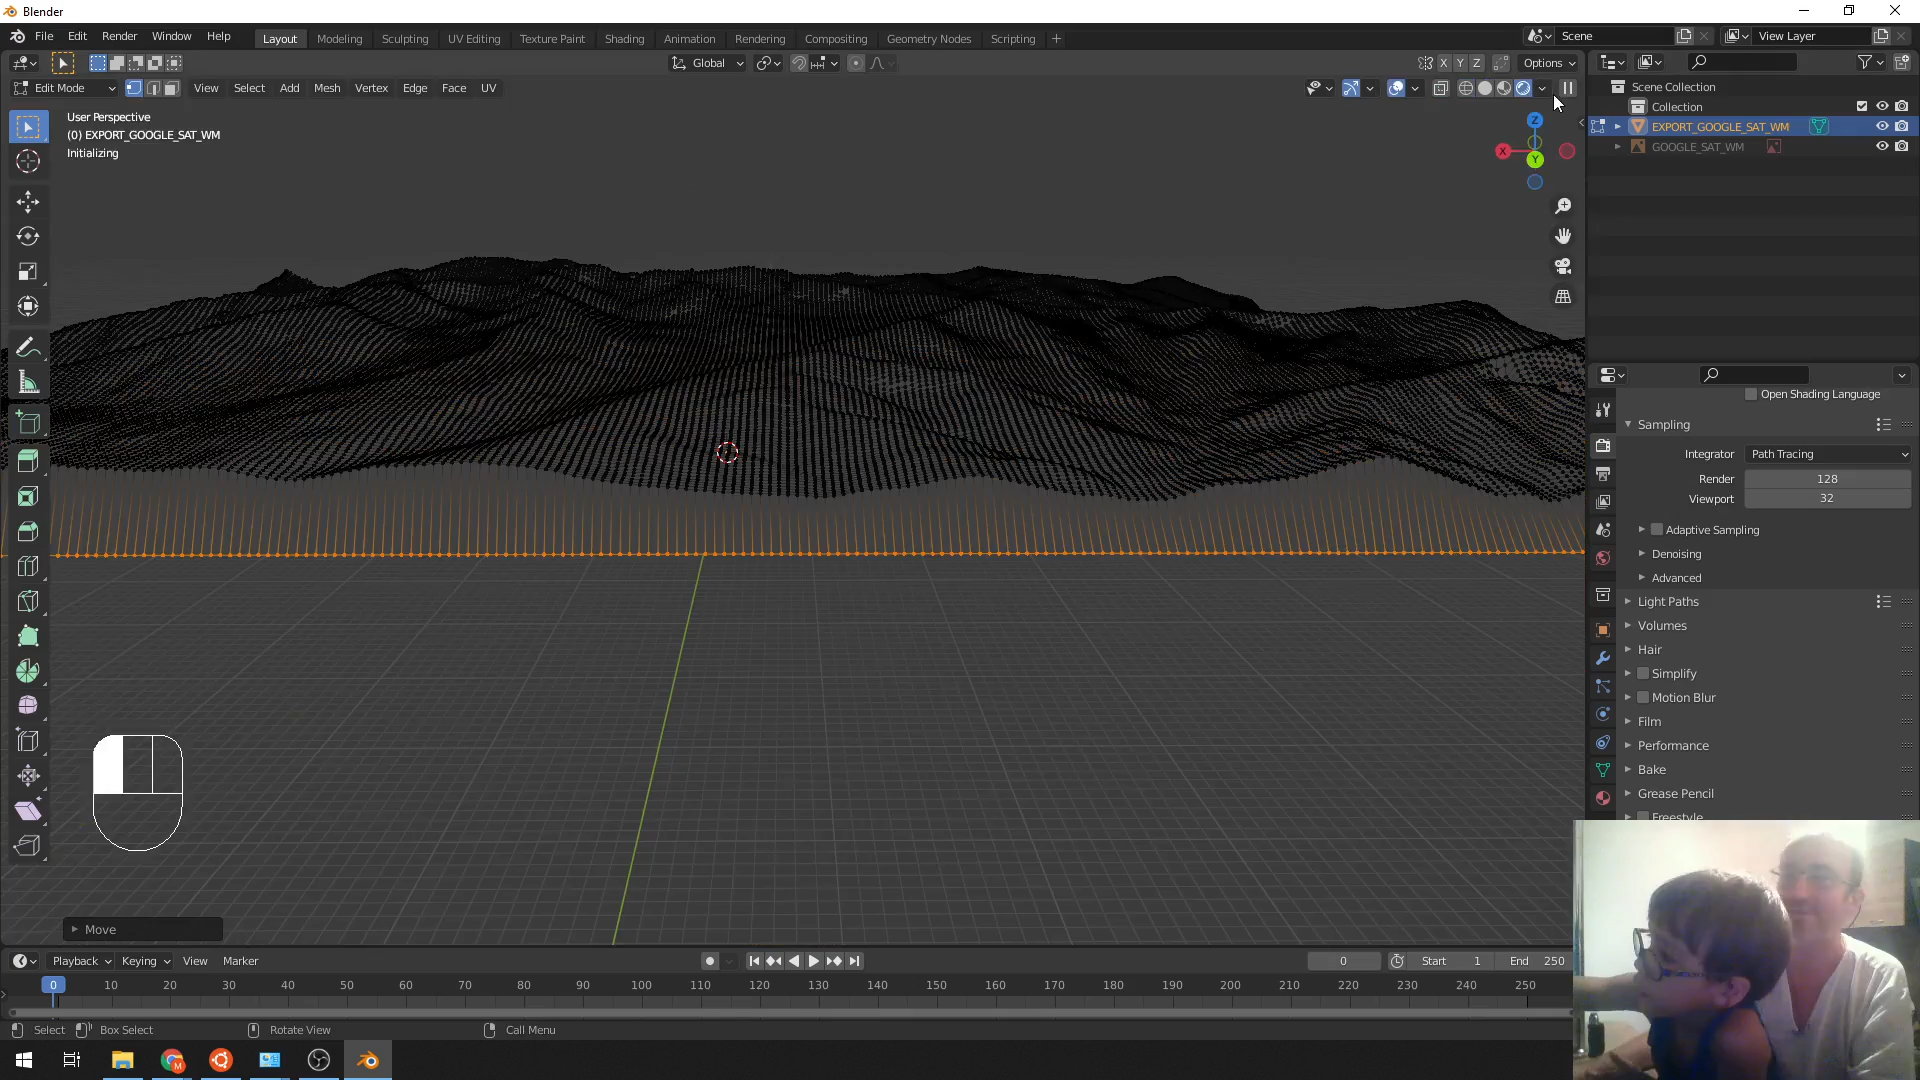 Blender
File Edit Render Window Help
Layout Modeling Sculpting UV Editing Texture Paint Shading Animation Rendering Compositing Geometry Nodes Scripting +
Scene
View Layer
Global
X Y Z
Options
Edit Mode
View Select Add Mesh Vertex Edge Face UV
User Perspective
(0) EXPORT_GOOGLE_SAT_WM
Initializing
Z
X
Y
Scene Collection
Collection
EXPORT_GOOGLE_SAT_WM
GOOGLE_SAT_WM
Open Shading Language
Sampling
Integrator Path Tracing
Render 128
Viewport 32
Adaptive Sampling
Denoising
Advanced
Light Paths
Volumes
Hair
Simplify
Motion Blur
Film
Performance
Bake
Grease Pencil
Freestyle
Move
Playback Keying View Marker
0 Start 1 End 250
0 10 20 30 40 50 60 70 80 90 100 110 120 130 140 150 160 170 180 190 200 210 220 230 240 250
Select Box Select Rotate View Call Menu
M